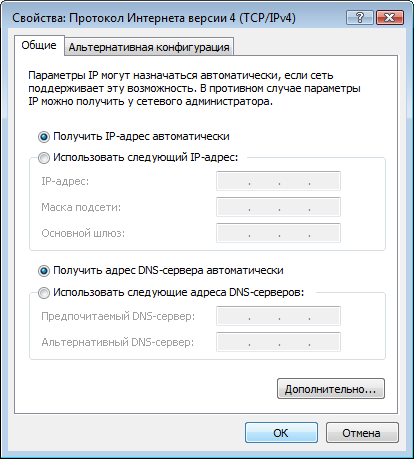 Свойства: Протокол Интернета версии 4 (TCP/IPv4)
Общие
Альтернативная конфигурация
Параметры IP могут назначаться автоматически, если сеть
поддерживает эту возможность. В противном случае параметры
IP можно получить у сетевого администратора.
Получить IP-адрес автоматически
Использовать следующий IP-адрес:
IP-адрес:
Маска подсети:
Основной шлюз:
Получить адрес DNS-сервера автоматически
Использовать следующие адреса DNS-серверов:
Предпочитаемый DNS-сервер:
Альтернативный DNS-сервер:
Дополнительно...
OK
Отмена